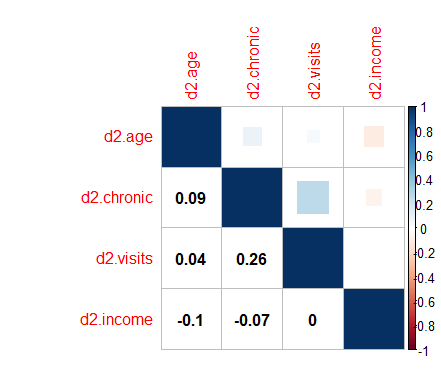 d2.age
d2.chronic
d2.visits
d2.income
d2.age
d2.chronic 0.09
d2.visits 0.04 0.26
d2.income -0.1 -0.07 0
1
0.8
0.6
0.4
0.2
0
-0.2
-0.4
-0.6
-0.8
-1